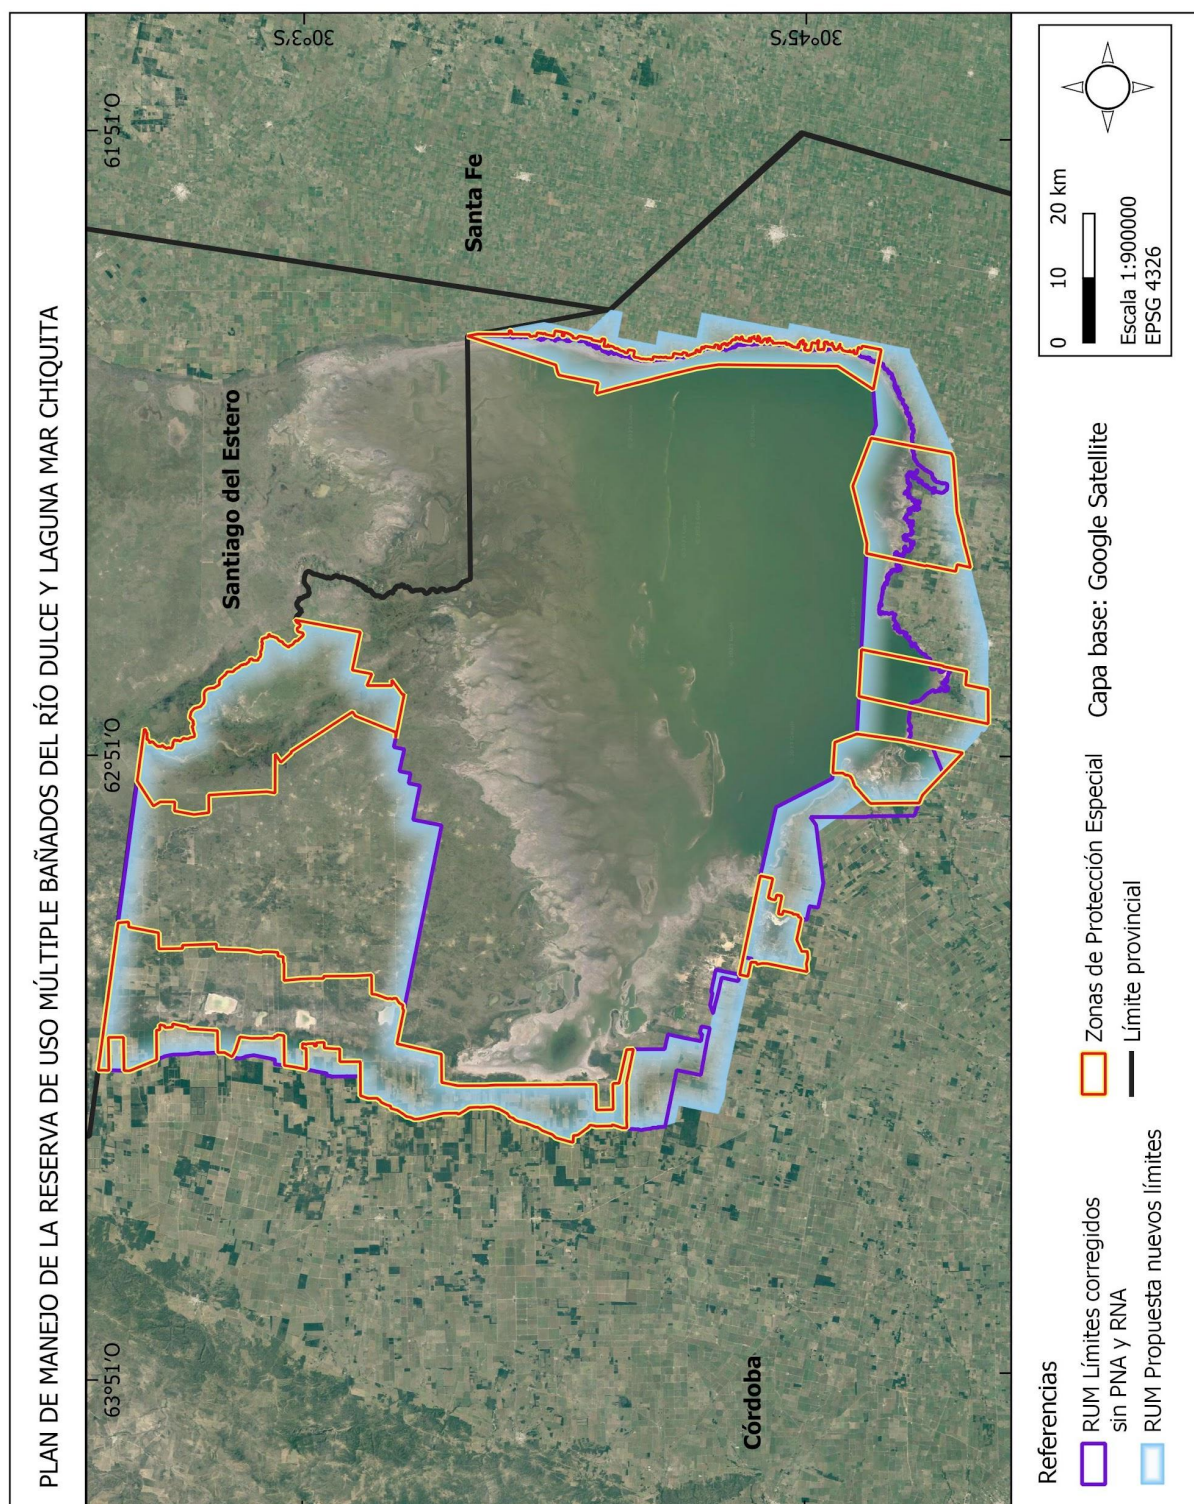 PLAN DE MANEJO DE LA RESERVA DE USO MÚLTIPLE BAÑADOS DEL RÍO DULCE Y LAGUNA MAR CHIQUITA
63°51'O
62°51'O
61°51'O
30°3'S
30°45'S
Santiago del Estero
Santa Fe
Córdoba
Referencias
RUM Límites corregidos
sin PNA y RNA
RUM Propuesta nuevos límites
Zonas de Protección Especial
Límite provincial
Capa base: Google Satellite
0 10 20 km
Escala 1:900000
EPSG 4326